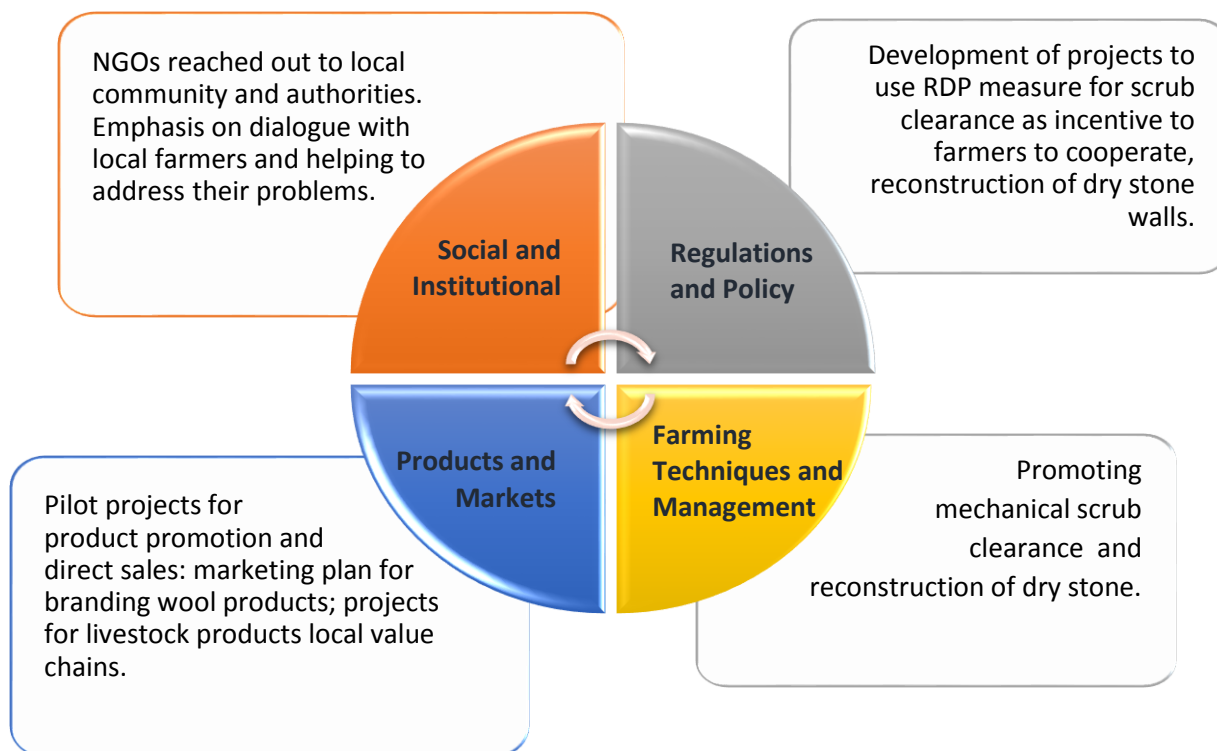 NGOs reached out to local
community and authorities.
Emphasis on dialogue with
local farmers and helping to
address their problems.
Development of projects to
use RDP measure for scrub
clearance as incentive to
farmers to cooperate,
reconstruction of dry stone
walls.
Social and
Institutional
Regulations
and Policy
Products and
Markets
Farming
Techniques and
Management
Pilot projects for
product promotion and
direct sales: marketing plan for
branding wool products; projects
for livestock products local value
chains.
Promoting
mechanical scrub
clearance and
reconstruction of dry stone.